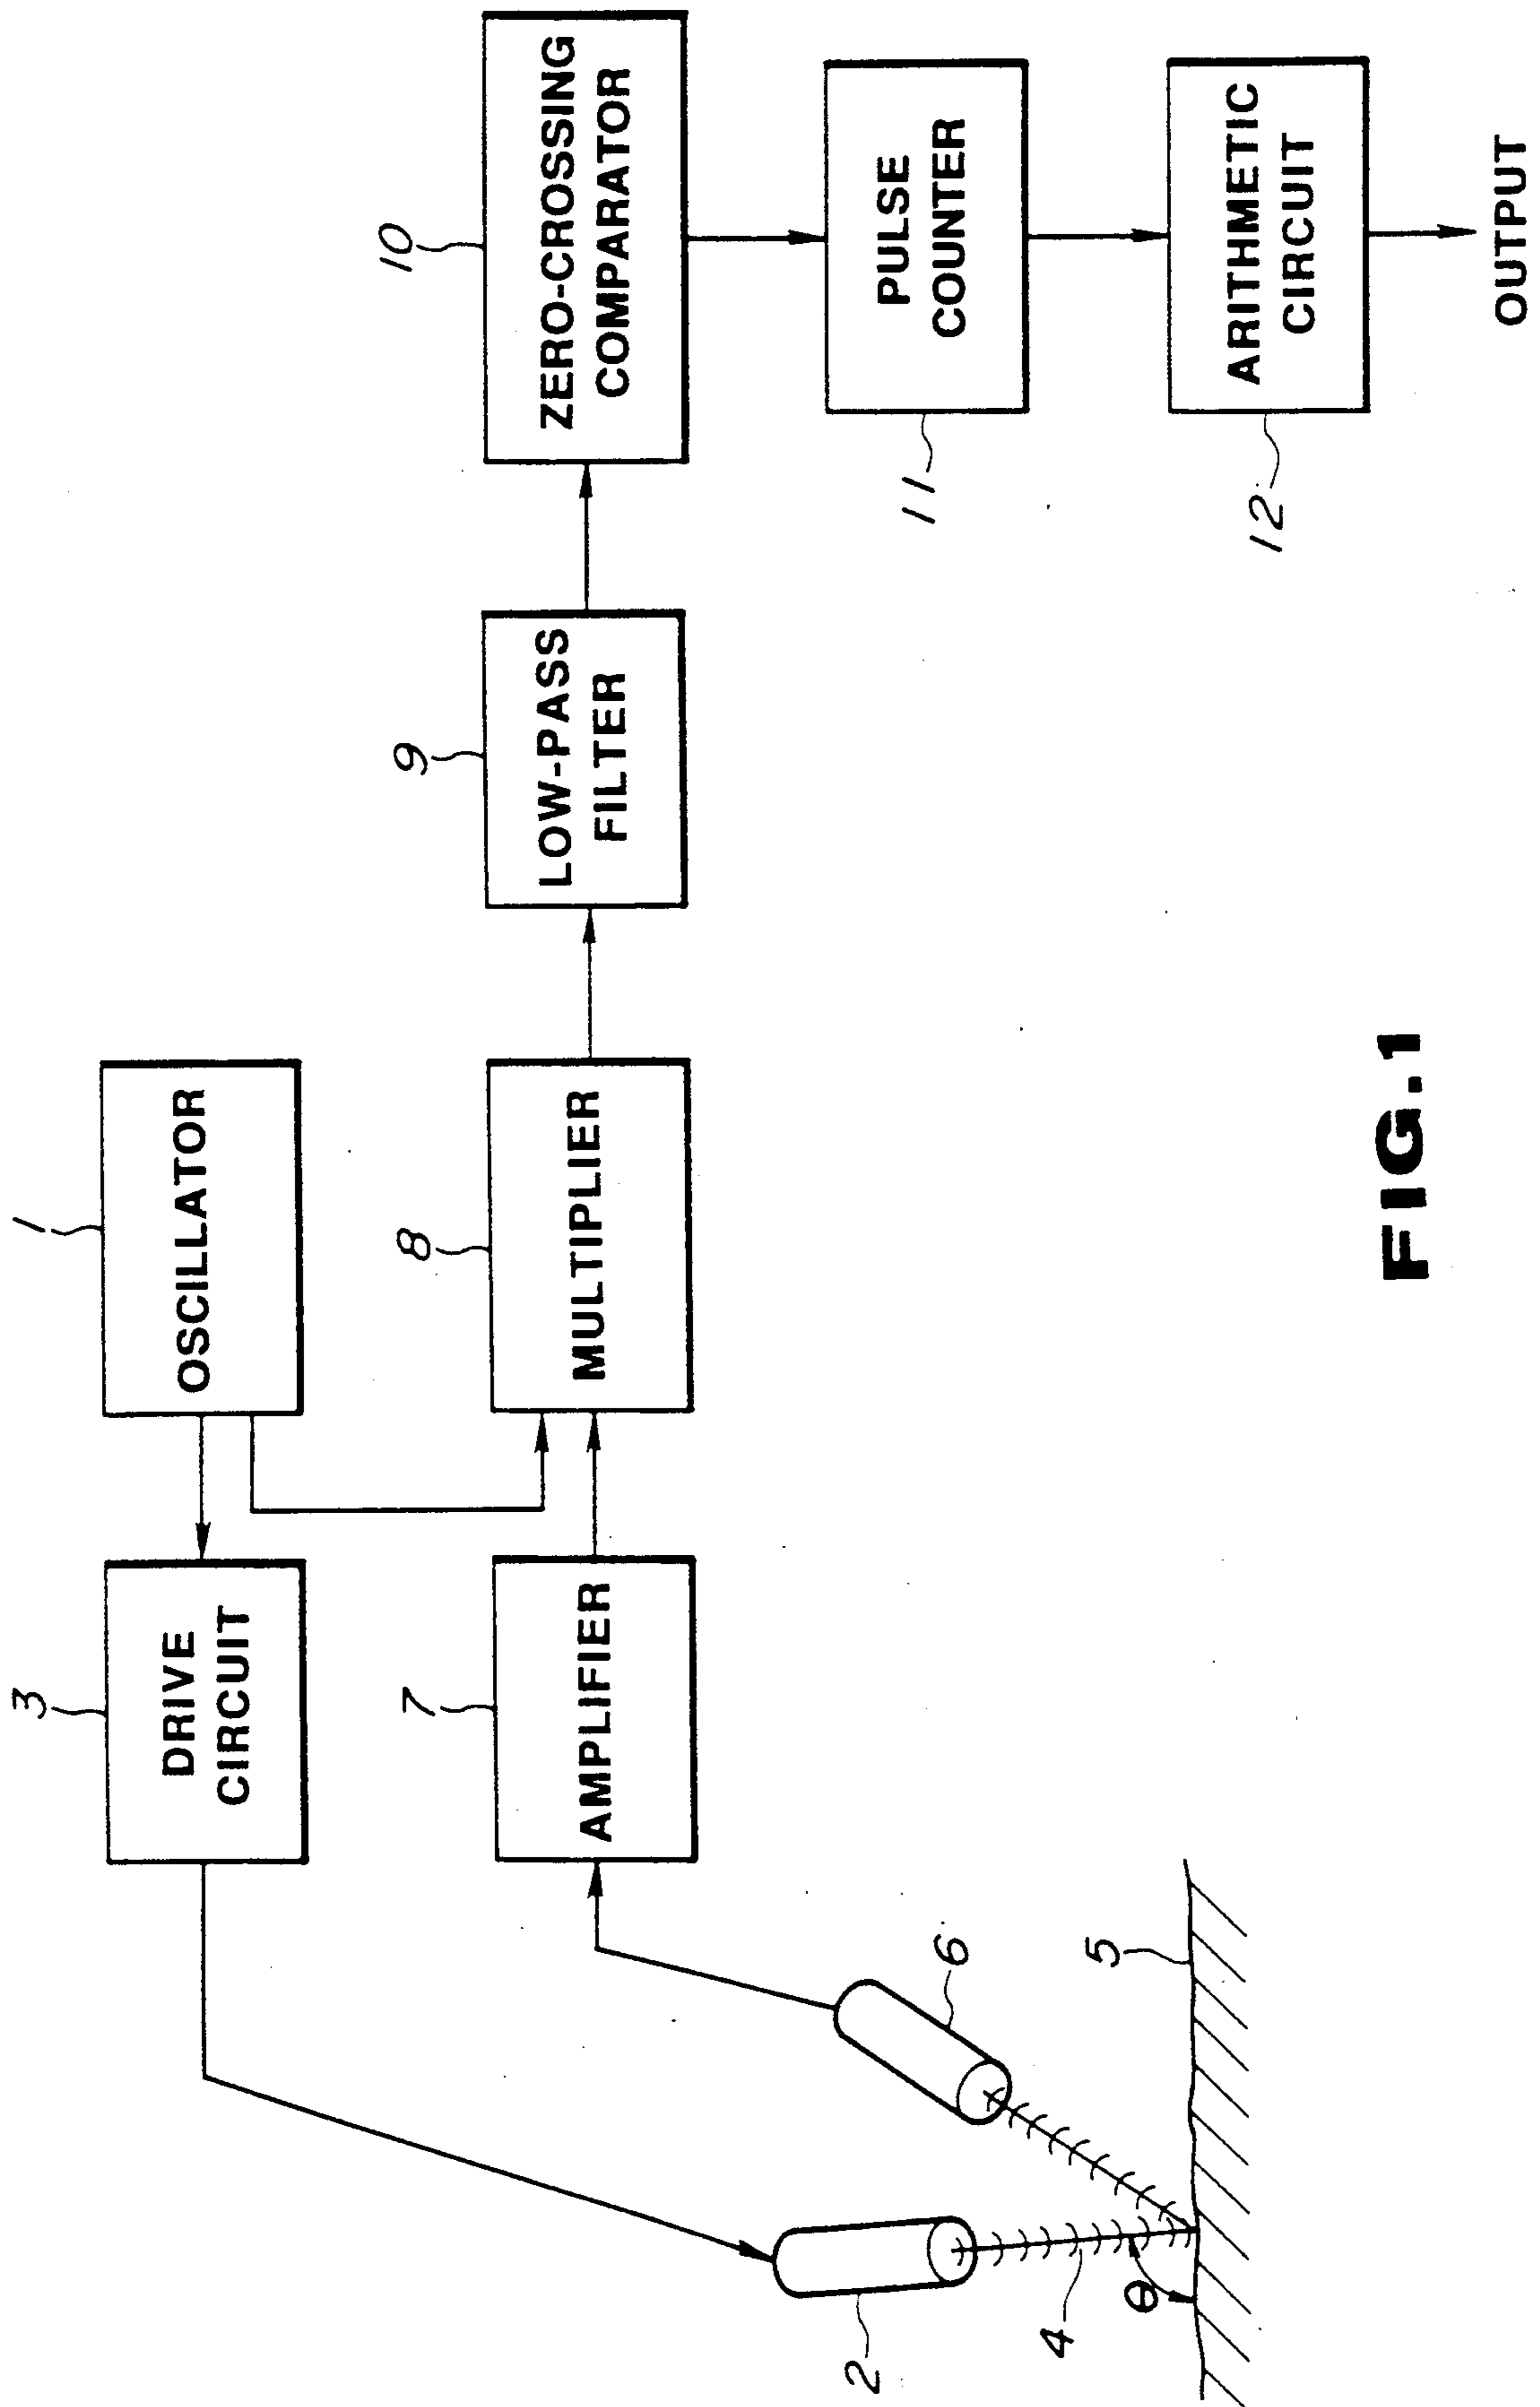 1
OSCILLATOR
3
DRIVE
CIRCUIT
10
ZERO-CROSSING
COMPARATOR
9
LOW-PASS
FILTER
8
MULTIPLIER
7
AMPLIFIER
2
6
4
θ
5
11
PULSE
COUNTER
12
ARITHMETIC
CIRCUIT
OUTPUT
FIG.1